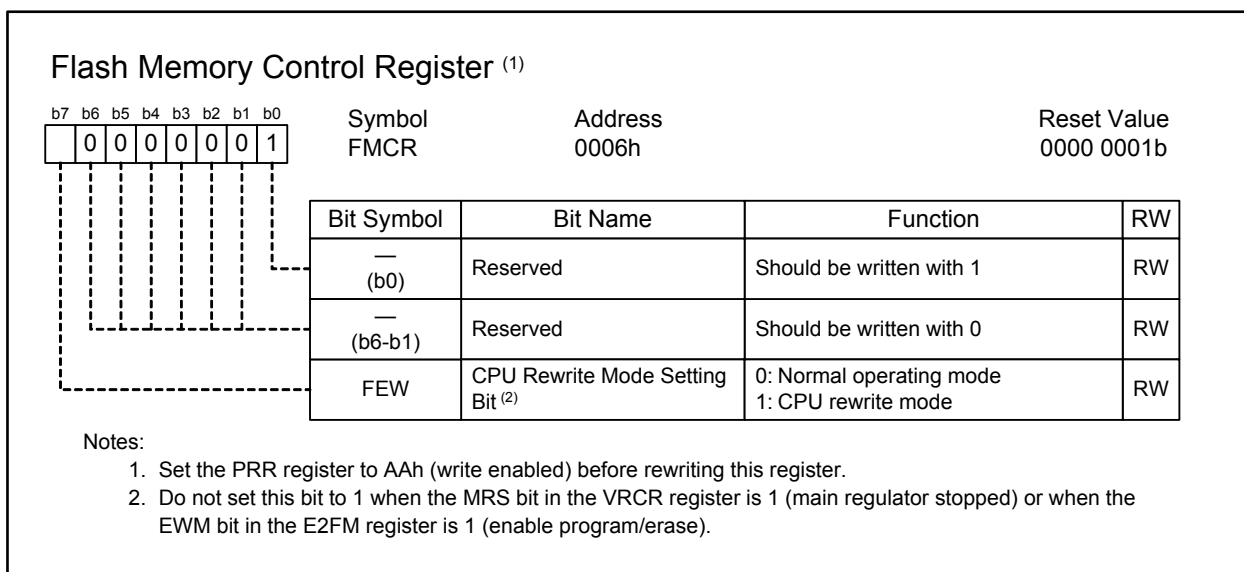 Flash Memory Control Register (1)
b7 b6 b5 b4 b3 b2 b1 b0
0 0 0 0 0 0 1
Symbol Address Reset Value
FMCR 0006h 0000 0001b
Bit Symbol Bit Name Function RW
— (b0) Reserved Should be written with 1 RW
— (b6-b1) Reserved Should be written with 0 RW
FEW CPU Rewrite Mode Setting Bit (2) 0: Normal operating mode 1: CPU rewrite mode RW
Notes:
1. Set the PRR register to AAh (write enabled) before rewriting this register.
2. Do not set this bit to 1 when the MRS bit in the VRCR register is 1 (main regulator stopped) or when the
EWM bit in the E2FM register is 1 (enable program/erase).